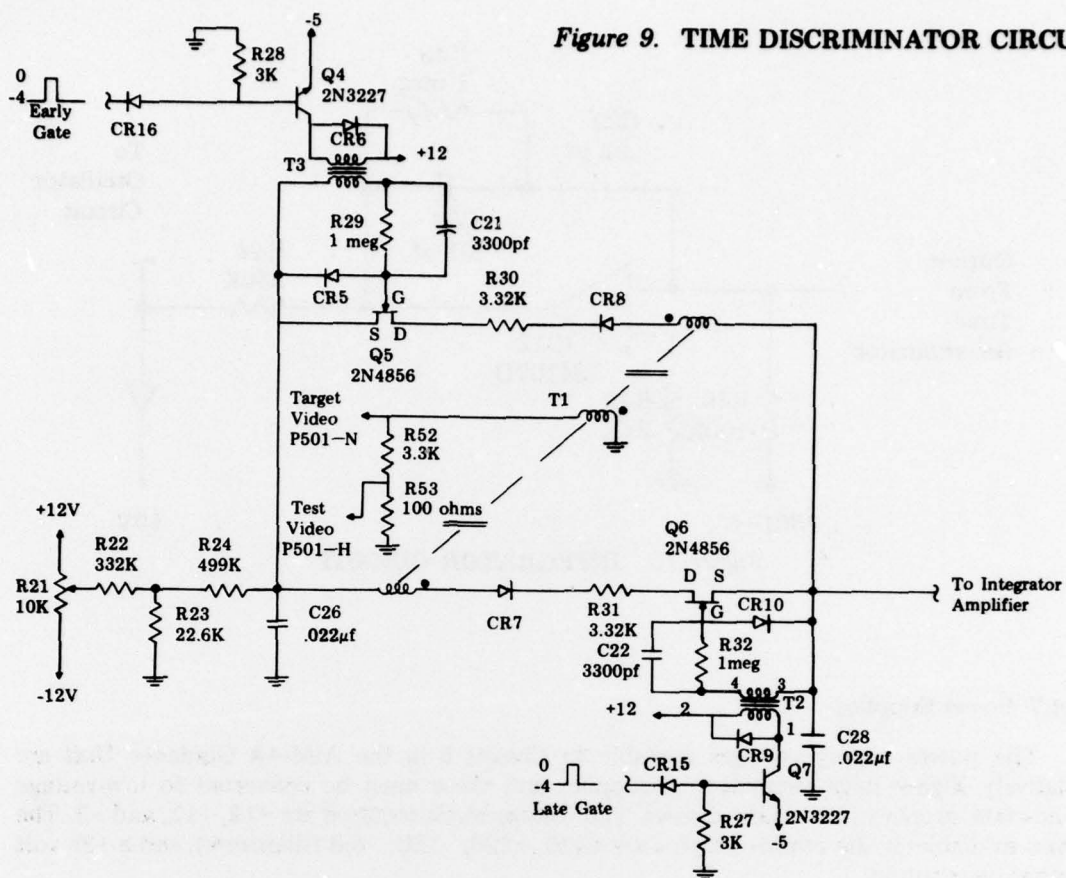 Figure 9. TIME DISCRIMINATOR CIRCU
-5
R28
3K
Q4
2N3227
0
-4
Early
Gate
CR16
CR6
T3
+12
R29
1 meg
C21
3300pf
CR5
G
S D
R30
3.32K
CR8
Q5
2N4856
T1
Target
Video
P501-N
R52
3.3K
Test
Video
P501-H
R53
100 ohms
+12V
R21
10K
-12V
R22
332K
R24
499K
R23
22.6K
C26
.022μf
CR7
R31
3.32K
Q6
2N4856
D S
G
CR10
To Integrator
Amplifier
C22
3300pf
R32
1meg
4 3
T2
+12 2
1
CR9
C28
.022μf
Q7
2N3227
-5
0
-4
Late Gate
CR15
R27
3K